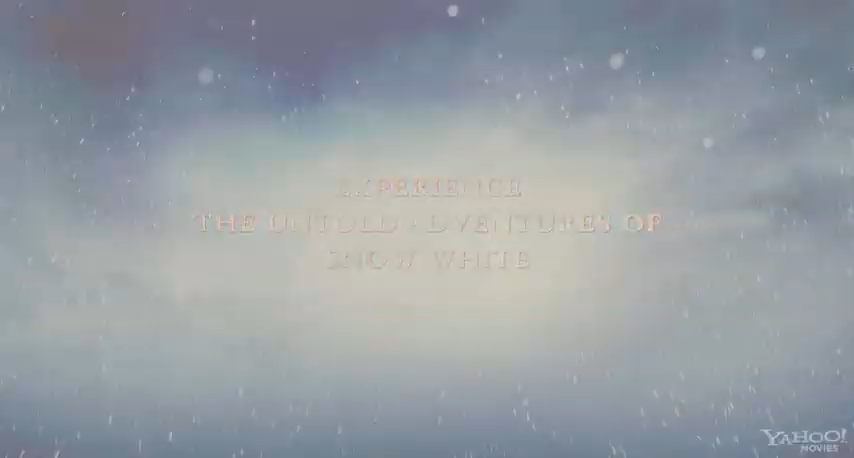 EXPERIENCE
THE UNTOLD ADVENTURES OF
SNOW WHITE
YAHOO!
MOVIES